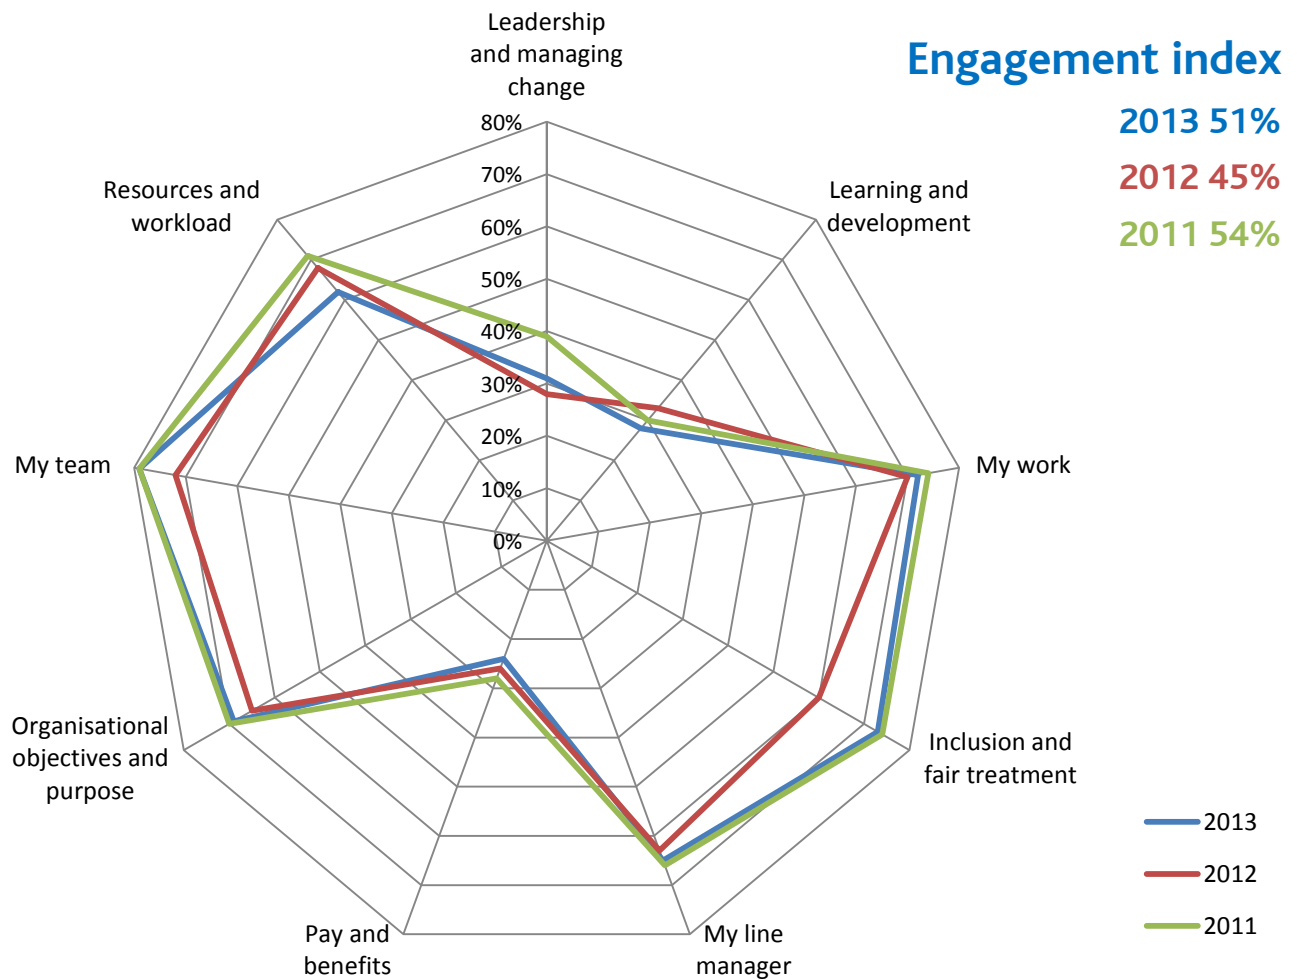 Leadership
and managing
change
Engagement index
2013 51%
2012 45%
2011 54%
80%
70%
60%
50%
40%
30%
20%
10%
0%
Resources and
workload
Learning and
development
My team
My work
Organisational
objectives and
purpose
Inclusion and
fair treatment
Pay and
benefits
My line
manager
2013
2012
2011